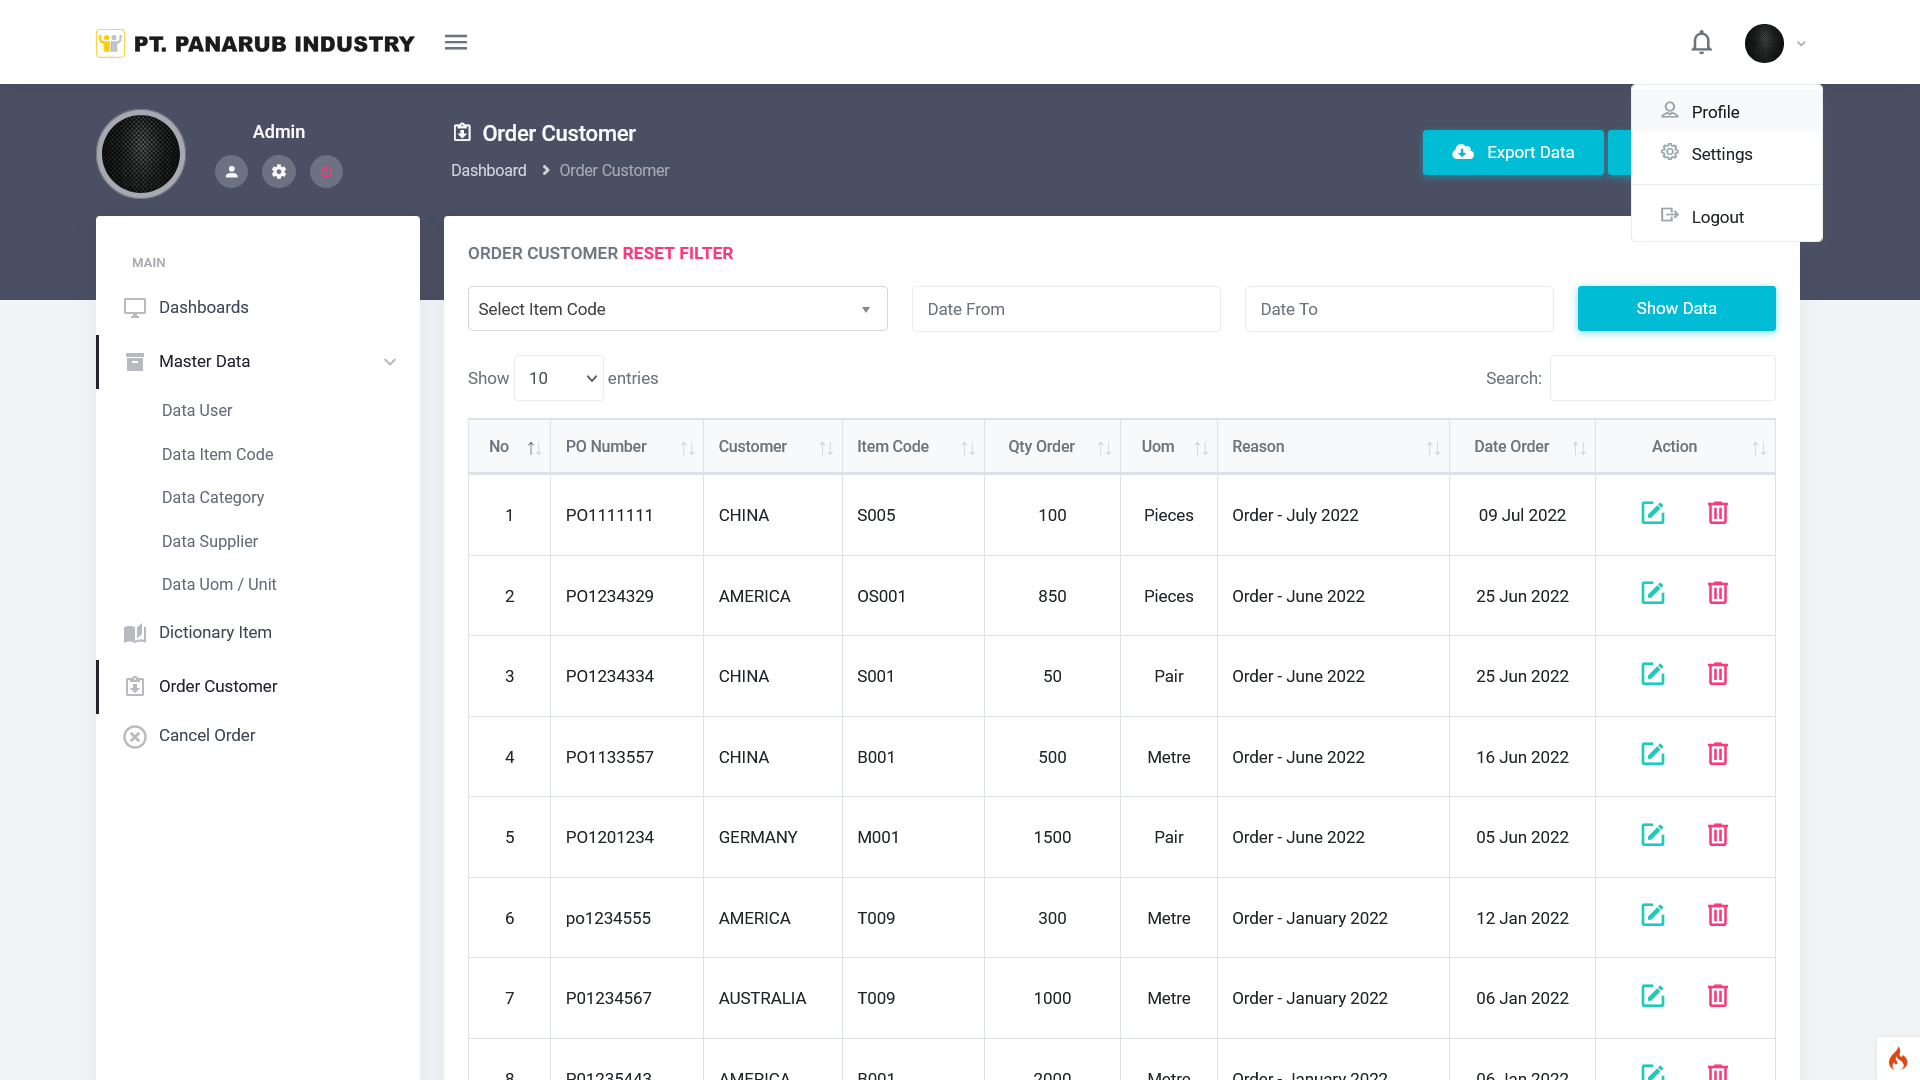 PT. PANARUB INDUSTRY
Profile
Settings
Logout
Admin
Order Customer
Dashboard Order Customer
Export Data
MAIN
Dashboards
Master Data
Data User
Data Item Code
Data Category
Data Supplier
Data Uom / Unit
Dictionary Item
Order Customer
Cancel Order
ORDER CUSTOMER RESET FILTER
Select Item Code Date From Date To Show Data
Show 10 entries Search:
No PO Number Customer Item Code Qty Order Uom Reason Date Order Action
1 PO1111111 CHINA S005 100 Pieces Order - July 2022 09 Jul 2022
2 PO1234329 AMERICA OS001 850 Pieces Order - June 2022 25 Jun 2022
3 PO1234334 CHINA S001 50 Pair Order - June 2022 25 Jun 2022
4 PO1133557 CHINA B001 500 Metre Order - June 2022 16 Jun 2022
5 PO1201234 GERMANY M001 1500 Pair Order - June 2022 05 Jun 2022
6 po1234555 AMERICA T009 300 Metre Order - January 2022 12 Jan 2022
7 P01234567 AUSTRALIA T009 1000 Metre Order - January 2022 06 Jan 2022
8 P01235443 AMERICA B001 2000 Metre Order - January 2022 06 Jan 2022